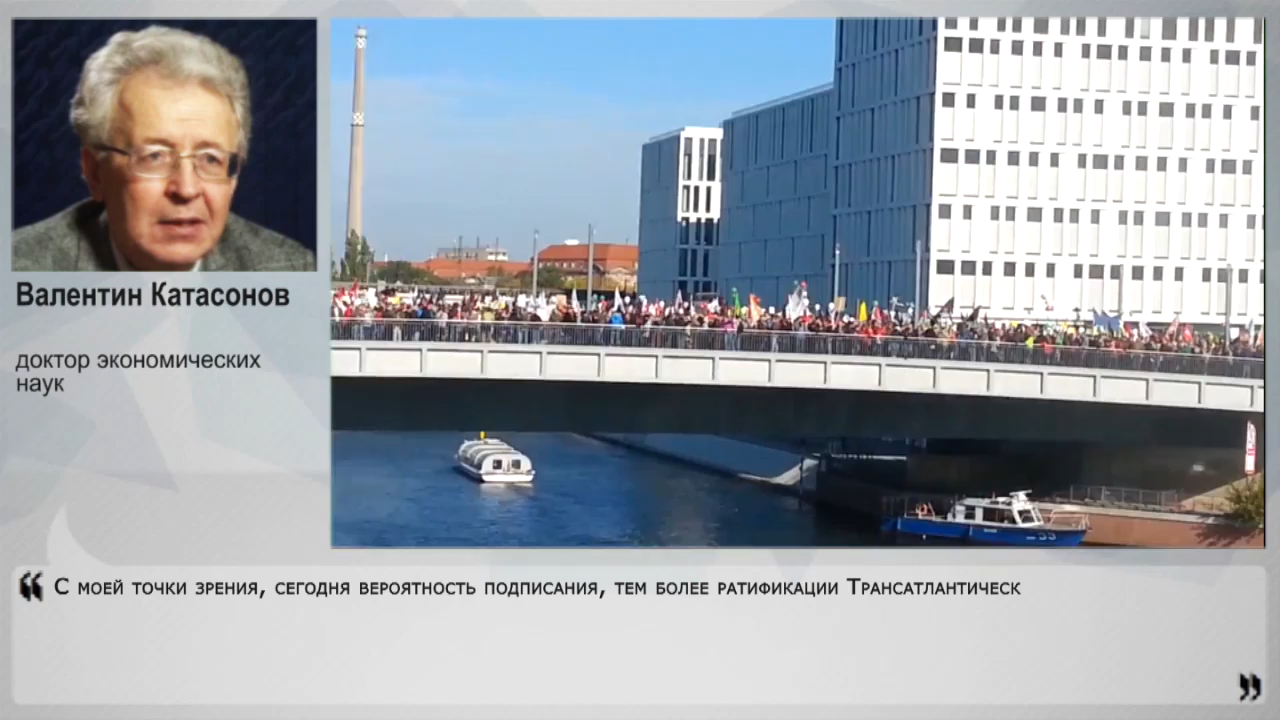 Валентин Катасонов
доктор экономических
наук
“ С моей точки зрения, сегодня вероятность подписания, тем более ратификации Трансатлантическ
”